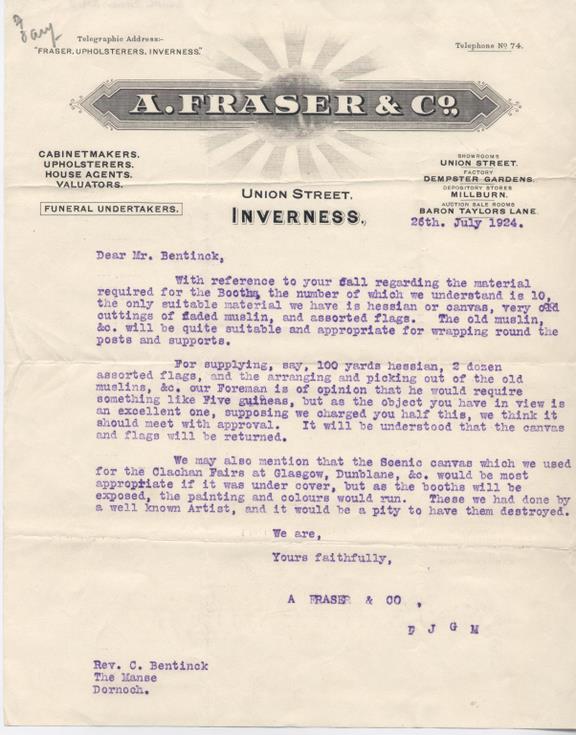 Telegraphic Address:-
"FRASER, UPHOLSTERERS, INVERNESS."
Telephone No 74.
A. FRASER & Co.
CABINETMAKERS.
UPHOLSTERERS.
HOUSE AGENTS.
VALUATORS.
FUNERAL UNDERTAKERS.
UNION STREET,
INVERNESS,
SHOWROOMS
UNION STREET.
FACTORY
DEMPSTER GARDENS.
DEPOSITORY STORES
MILLBURN.
AUCTION SALE ROOMS
BARON TAYLORS LANE
26th. July 1924.
Dear Mr. Bentinck,
With reference to your call regarding the material
required for the Booths, the number of which we understand is 10,
the only suitable material we have is hessian or canvas, very odd
cuttings of faded muslin, and assorted flags. The old muslin,
&c. will be quite suitable and appropriate for wrapping round the
posts and supports.
For supplying, say, 100 yards hessian, 2 dozen
assorted flags, and the arranging and picking out of the old
muslins, &c. our Foreman is of opinion that he would require
something like Five guineas, but as the object you have in view is
an excellent one, supposing we charged you half this, we think it
should meet with approval. It will be understood that the canvas
and flags will be returned.
We may also mention that the Scenic canvas which we used
for the Clachan Fairs at Glasgow, Dunblane, &c. would be most
appropriate if it was under cover, but as the booths will be
exposed, the painting and colours would run. These we had done by
a well known Artist, and it would be a pity to have them destroyed.
We are,
Yours faithfully,
A FRASER & CO ,
J G M
Rev. C. Bentinck
The Manse
Dornoch.